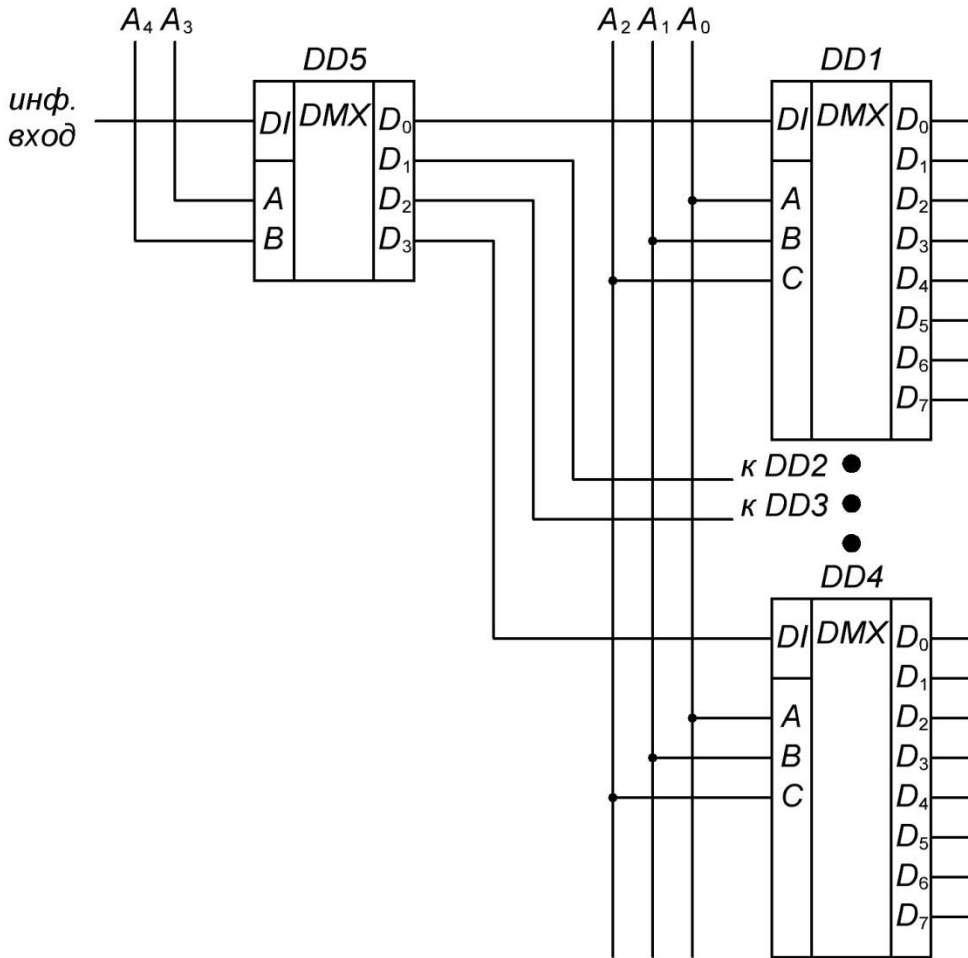 A₄ A₃ A₂ A₁ A₀
DD5 DD1
инф.
вход
DI DMX D₀ DI DMX D₀
D₁ D₁
A D₂ A D₂
B D₃ B D₃
C D₄
D₅
D₆
D₇
к DD2
к DD3
DD4
DI DMX D₀
D₁
A D₂
B D₃
C D₄
D₅
D₆
D₇